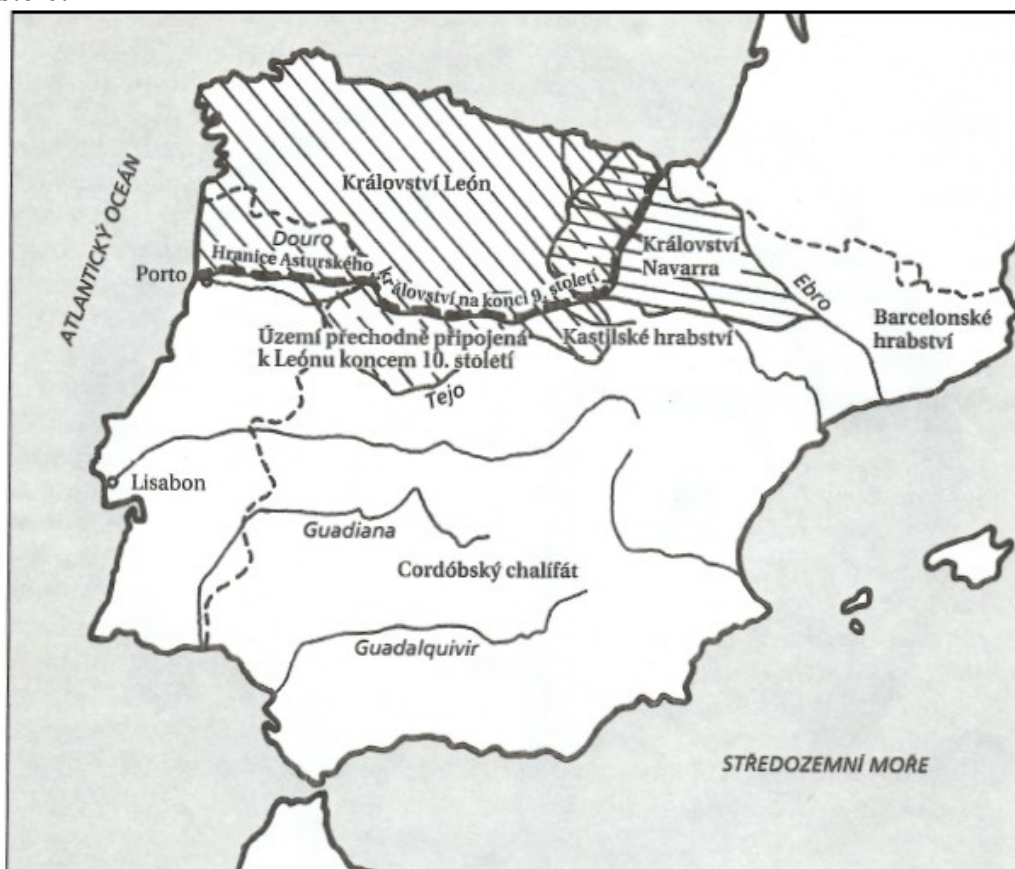 ATLANTICKÝ OCEÁN
Království León
Douro
Hranice Asturského
království na konci 9. století
Porto
Království
Navarra
Ebro
Barcelonské
hrabství
Území přechodně připojená
k Leónu koncem 10. století
Kastilské hrabství
Tejo
Lisabon
Guadiana
Cordóbský chalífát
Guadalquivir
STŘEDOZEMNÍ MOŘE